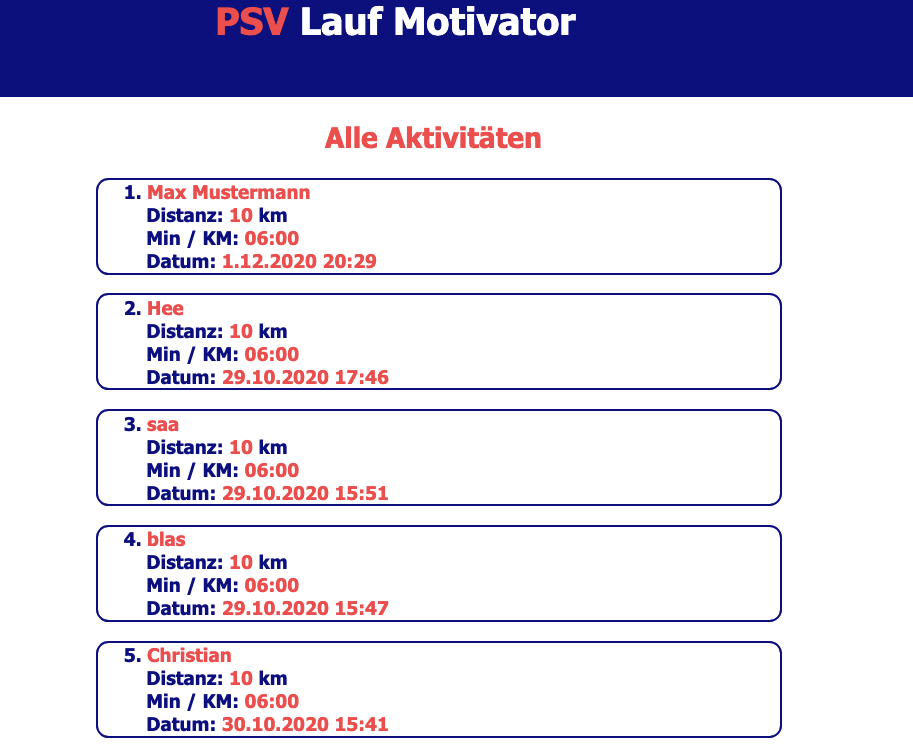 PSV Lauf Motivator
Alle Aktivitäten
1. Max Mustermann
Distanz: 10 km
Min / KM: 06:00
Datum: 1.12.2020 20:29
2. Hee
Distanz: 10 km
Min / KM: 06:00
Datum: 29.10.2020 17:46
3. saa
Distanz: 10 km
Min / KM: 06:00
Datum: 29.10.2020 15:51
4. blas
Distanz: 10 km
Min / KM: 06:00
Datum: 29.10.2020 15:47
5. Christian
Distanz: 10 km
Min / KM: 06:00
Datum: 30.10.2020 15:41